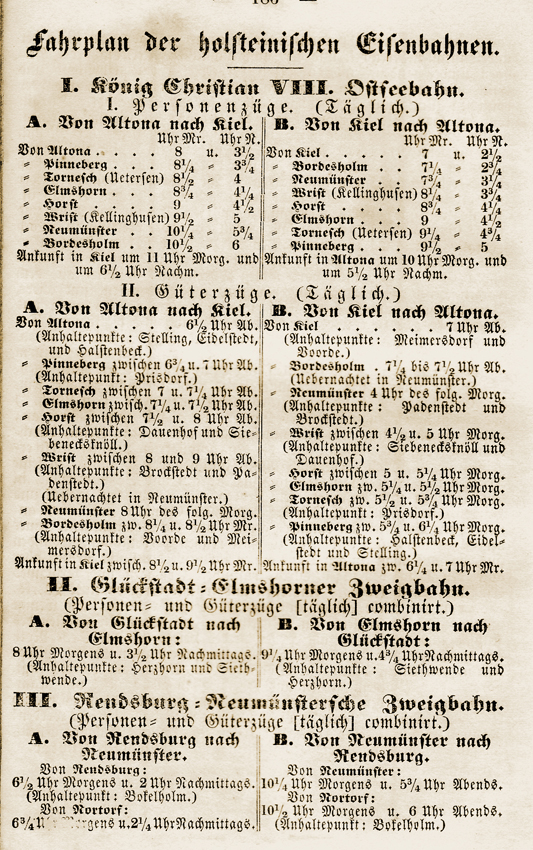 Fahrplan der holsteinischen Eisenbahnen.
I. König Christian VIII. Ostseebahn.
I. Personenzüge. (Täglich.)
A. Von Altona nach Kiel.
Uhr Mr. Uhr N.
Von Altona . . . . . 8 u. 3½
" Pinneberg . . . 8¼ " 3¾
" Tornesch (Uetersen) 8½
" Elmshorn . . . 8¾ " 4¼
" Horst . . . . 9 " 4½
" Wrist (Kellinghusen) 9½ " 5
" Neumünster . . 10¼ " 5¾
" Bordesholm . . 10½ " 6
Ankunft in Kiel um 11 Uhr Morg. und
um 6½ Uhr Nachm.
B. Von Kiel nach Altona.
Uhr Mr. Uhr N.
Von Kiel . . . . . 7 u. 2½
" Bordesholm . . 7¼ " 2¾
" Neumünster . . 7¾ " 3¼
" Wrist (Kellinghusen) 8¼ " 3¾
" Horst . . . . 8¾ " 4¼
" Elmshorn . . . 9 " 4½
" Tornesch (Uetersen) 9¼ " 4¾
" Pinneberg . . . 9½ " 5
Ankunft in Altona um 10 Uhr Morg. und
um 5½ Uhr Nachm.
II. Güterzüge. (Täglich.)
A. Von Altona nach Kiel.
Von Altona . . . . . 6½ Uhr Ab.
(Anhaltepunkte: Stelling, Eidelstedt,
und Halstenbeck.)
" Pinneberg zwischen 6¾ u. 7 Uhr Ab.
(Anhaltepunkt: Prisdorf.)
" Tornesch zwischen 7 u. 7¼ Uhr Ab.
" Elmshorn zwisch. 7¼ u. 7½ Uhr Ab.
" Horst zwischen 7½ u. 8 Uhr Ab.
(Anhaltepunkte: Dauenhof und Sie-
benecksknöll.)
" Wrist zwischen 8 und 9 Uhr Ab.
(Anhaltepunkte: Brockstedt und Pa-
denstedt.)
(Uebernachtet in Neumünster.)
" Neumünster 8 Uhr des folg. Morg.
" Bordesholm zw. 8¼ u. 8½ Uhr Mr.
(Anhaltepunkte: Voorde und Mei-
mersdorf.)
Ankunft in Kiel zwisch. 8½ u. 9½ Uhr Mr.
B. Von Kiel nach Altona.
Von Kiel . . . . . . 7 Uhr Ab.
(Anhaltepunkte: Meimersdorf und
Voorde.)
" Bordesholm . 7¼ bis 7½ Uhr Ab.
(Uebernachtet in Neumünster.)
" Neumünster 4 Uhr des folg. Morg.
(Anhaltepunkte: Padenstedt und
Brockstedt.)
" Wrist zwischen 4½ u. 5 Uhr Morg.
(Anhaltepunkte: Siebenecksknöll und
Dauenhof.)
" Horst zwischen 5 u. 5¼ Uhr Morg.
" Elmshorn zw. 5¼ u. 5½ Uhr Morg.
" Tornesch zw. 5½ u. 5¾ Uhr Morg.
(Anhaltepunkt: Prisdorf.)
" Pinneberg zw. 5¾ u. 6¼ Uhr Morg.
(Anhaltepunkte: Halstenbeck, Eidel-
stedt und Stelling.)
Ankunft in Altona zw. 6¼ u. 7 Uhr Mr.
II. Glückstadt-Elmshorner Zweigbahn.
(Personen- und Güterzüge [täglich] combinirt.)
A. Von Glückstadt nach
Elmshorn:
8 Uhr Morgens u. 3½ Uhr Nachmittags.
(Anhaltepunkte: Herzhorn und Sieth-
wende.)
B. Von Elmshorn nach
Glückstadt:
9¼ Uhr Morgens u. 4¾ Uhr Nachmittags.
(Anhaltepunkte: Siethwende und
Herzhorn.)
III. Rendsburg-Neumünstersche Zweigbahn.
(Personen- und Güterzüge [täglich] combinirt.)
A. Von Rendsburg nach
Neumünster.
Von Rendsburg:
6½ Uhr Morgens u. 2 Uhr Nachmittags.
(Anhaltepunkt: Bokelholm.)
Von Nortorf:
6¾ Uhr Morgens u. 2¼ Uhr Nachmittags.
B. Von Neumünster nach
Rendsburg.
Von Neumünster:
10¼ Uhr Morgens u. 5¾ Uhr Abends.
Von Nortorf:
10½ Uhr Morgens u. 6 Uhr Abends.
(Anhaltepunkt: Bokelholm.)